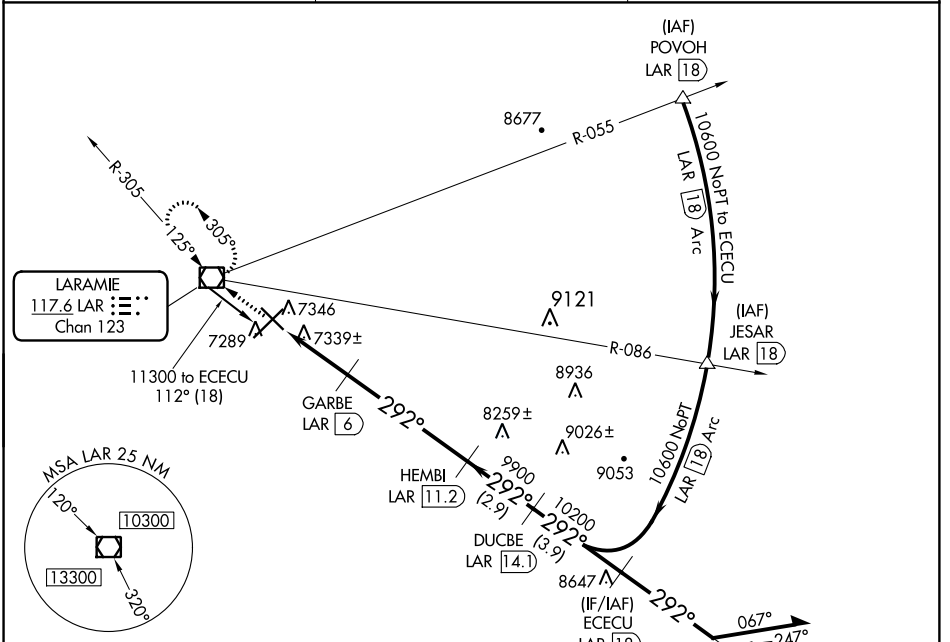 (IAF)
POVOH
LAR 18
8677
R-055
10600 NoPT to ECECU
LAR 18 Arc
R-305
305°
125°
LARAMIE
117.6 LAR
Chan 123
7346
7289
7339±
9121
R-086
(IAF)
JESAR
LAR 18
11300 to ECECU
112° (18)
GARBE
LAR 6
292°
8936
8259±
9026±
9053
10600 NoPT
LAR 18 Arc
HEMBI
LAR 11.2
9900
292°
(2.9)
10200
292°
(3.9)
DUCBE
LAR 14.1
MSA LAR 25 NM
120°
10300
13300
320°
8647
(IF/IAF)
ECECU
292°
067°
247°